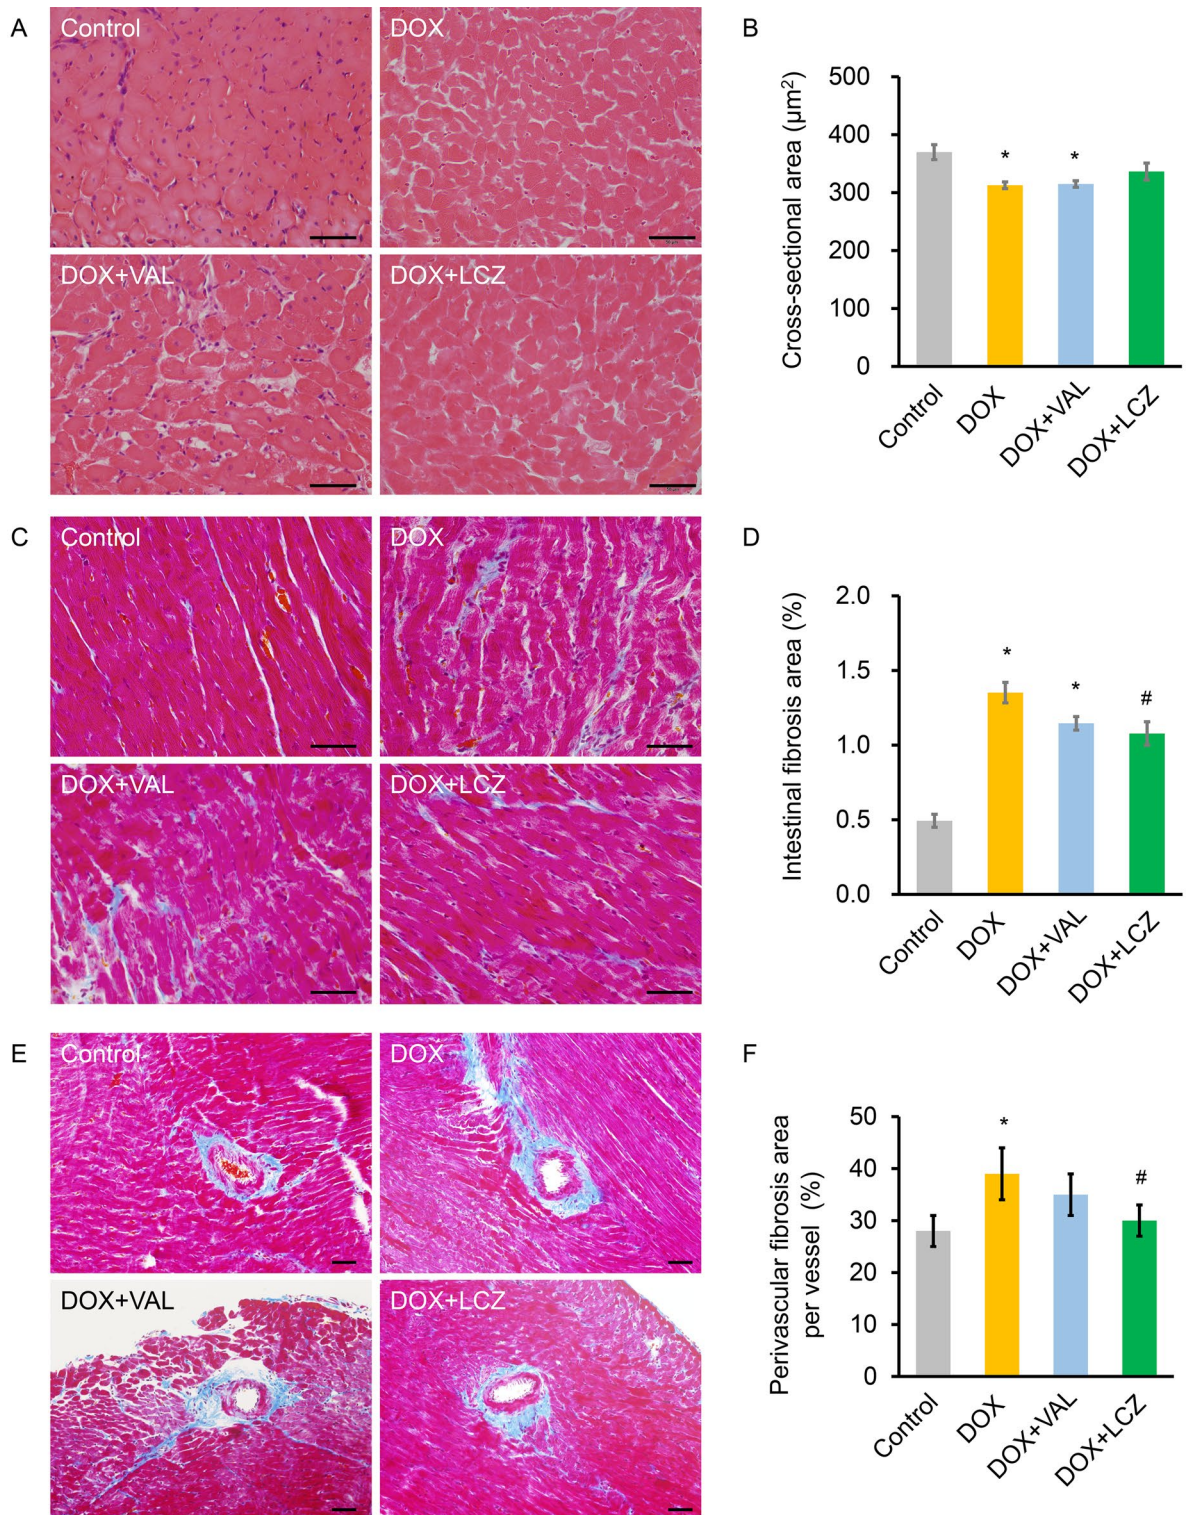 A
Control
DOX
DOX+VAL
DOX+LCZ
B
Cross-sectional area (µm²)
500
400
300
200
100
0
*
*
Control
DOX
DOX+VAL
DOX+LCZ
C
Control
DOX
DOX+VAL
DOX+LCZ
D
Intestinal fibrosis area (%)
2.0
1.5
1.0
0.5
0.0
*
*
#
Control
DOX
DOX+VAL
DOX+LCZ
E
Control
DOX
DOX+VAL
DOX+LCZ
F
Perivascular fibrosis area
per vessel (%)
50
40
30
20
10
0
*
#
Control
DOX
DOX+VAL
DOX+LCZ